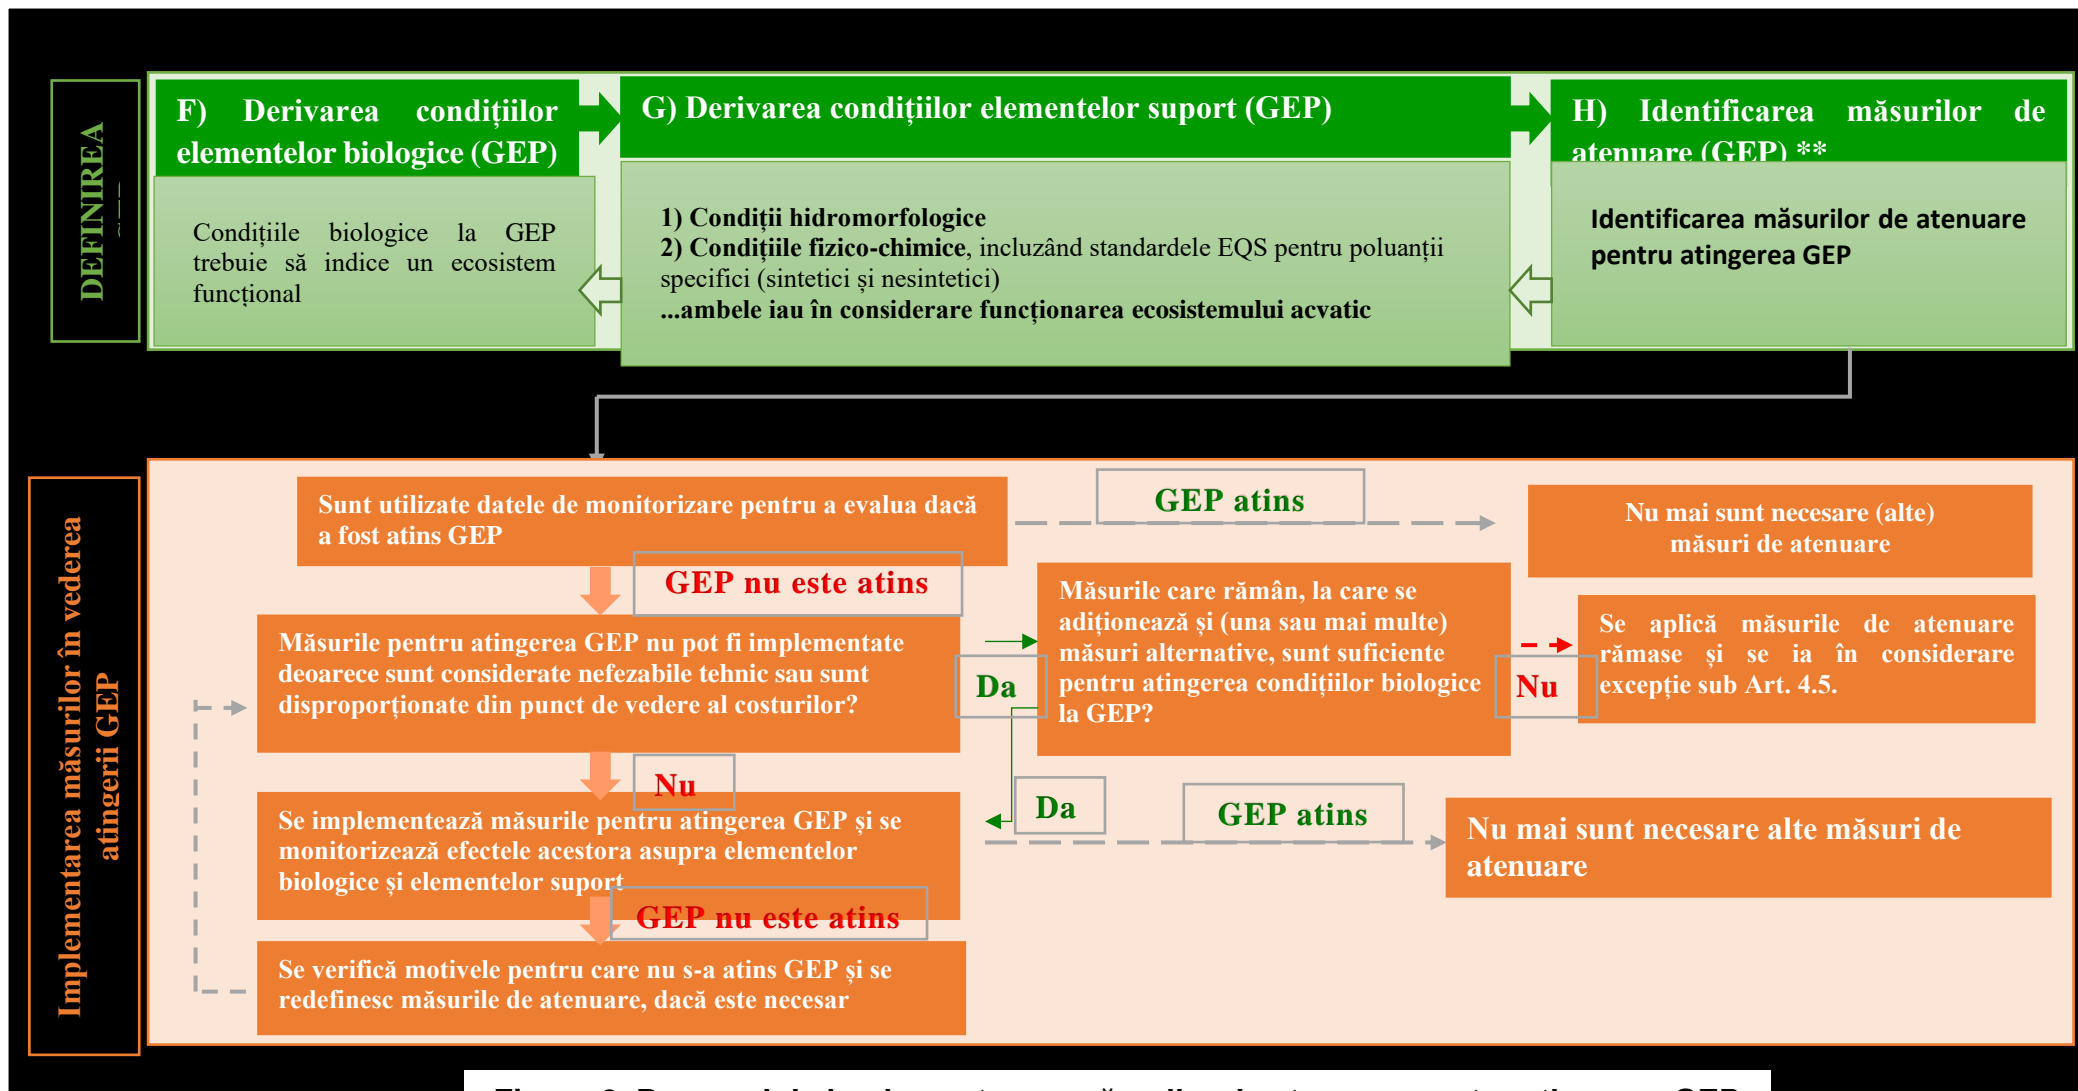 DEFINIREA
F) Derivarea condițiilor
elementelor biologice (GEP)
G) Derivarea condițiilor elementelor suport (GEP)
H) Identificarea măsurilor de
atenuare (GEP) **
Condițiile biologice la GEP
trebuie să indice un ecosistem
funcțional
1) Condiții hidromorfologice
2) Condițiile fizico-chimice, incluzând standardele EQS pentru poluanții
specifici (sintetici și nesintetici)
...ambele iau în considerare funcționarea ecosistemului acvatic
Identificarea măsurilor de atenuare
pentru atingerea GEP
Implementarea măsurilor în vederea
atingerii GEP
Sunt utilizate datele de monitorizare pentru a evalua dacă
a fost atins GEP
GEP atins
Nu mai sunt necesare (alte)
măsuri de atenuare
GEP nu este atins
Măsurile pentru atingerea GEP nu pot fi implementate
deoarece sunt considerate nefezabile tehnic sau sunt
disproporționate din punct de vedere al costurilor?
Da
Măsurile care rămân, la care se
adiționează și (una sau mai multe)
măsuri alternative, sunt suficiente
pentru atingerea condițiilor biologice
la GEP?
Nu
Se aplică măsurile de atenuare
rămase și se ia în considerare
excepție sub Art. 4.5.
Nu
Se implementează măsurile pentru atingerea GEP și se
monitorizează efectele acestora asupra elementelor
biologice și elementelor suport
Da
GEP atins
Nu mai sunt necesare alte măsuri de
atenuare
GEP nu este atins
Se verifică motivele pentru care nu s-a atins GEP și se
redefinesc măsurile de atenuare, dacă este necesar